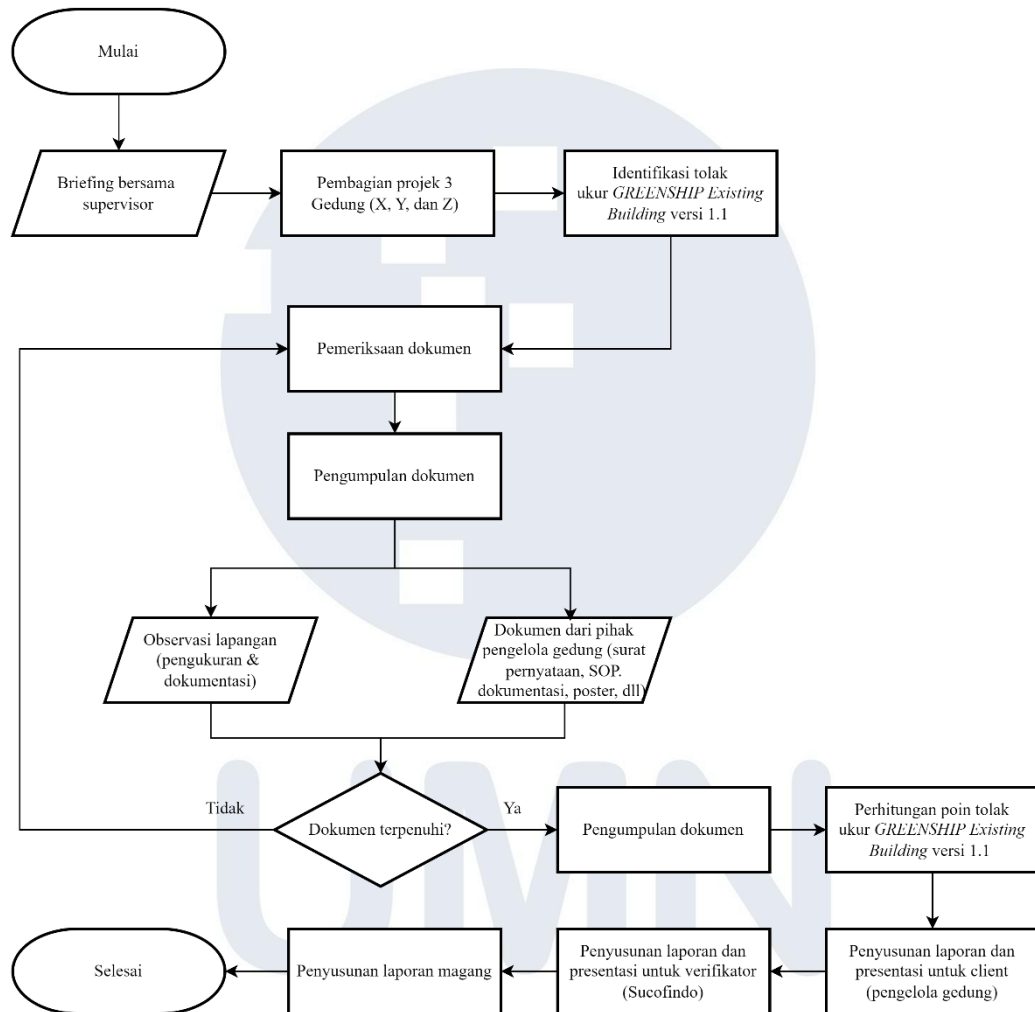 Mulai
Briefing bersama
supervisor
Pembagian projek 3
Gedung (X, Y, dan Z)
Identifikasi tolak
ukur GREENSHIP Existing
Building versi 1.1
Pemeriksaan dokumen
Pengumpulan dokumen
Observasi lapangan
(pengukuran &
dokumentasi)
Dokumen dari pihak
pengelola gedung (surat
pernyataan, SOP.
dokumentasi, poster, dll)
Dokumen terpenuhi?
Tidak
Ya
Pengumpulan dokumen
Perhitungan poin tolak
ukur GREENSHIP Existing
Building versi 1.1
Penyusunan laporan dan
presentasi untuk client
(pengelola gedung)
Penyusunan laporan dan
presentasi untuk verifikator
(Sucofindo)
Penyusunan laporan magang
Selesai
UMN